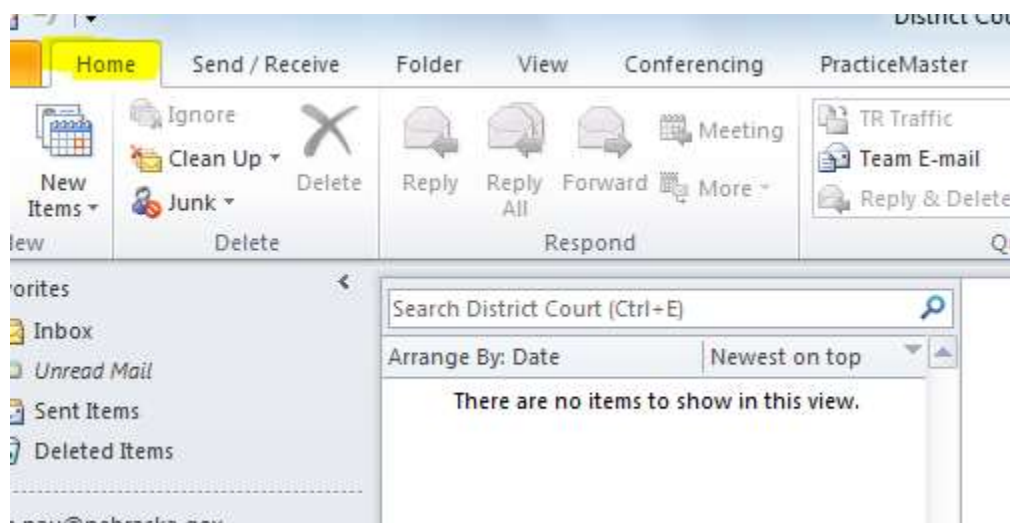 District Cou
Home Send / Receive Folder View Conferencing PracticeMaster
Ignore Meeting TR Traffic
Clean Up Team E-mail
New Items Junk Delete Reply Reply All Forward More Reply & Delete
ew Delete Respond Q
orites
Search District Court (Ctrl+E)
Inbox
Arrange By: Date Newest on top
Unread Mail
There are no items to show in this view.
Sent Items
Deleted Items